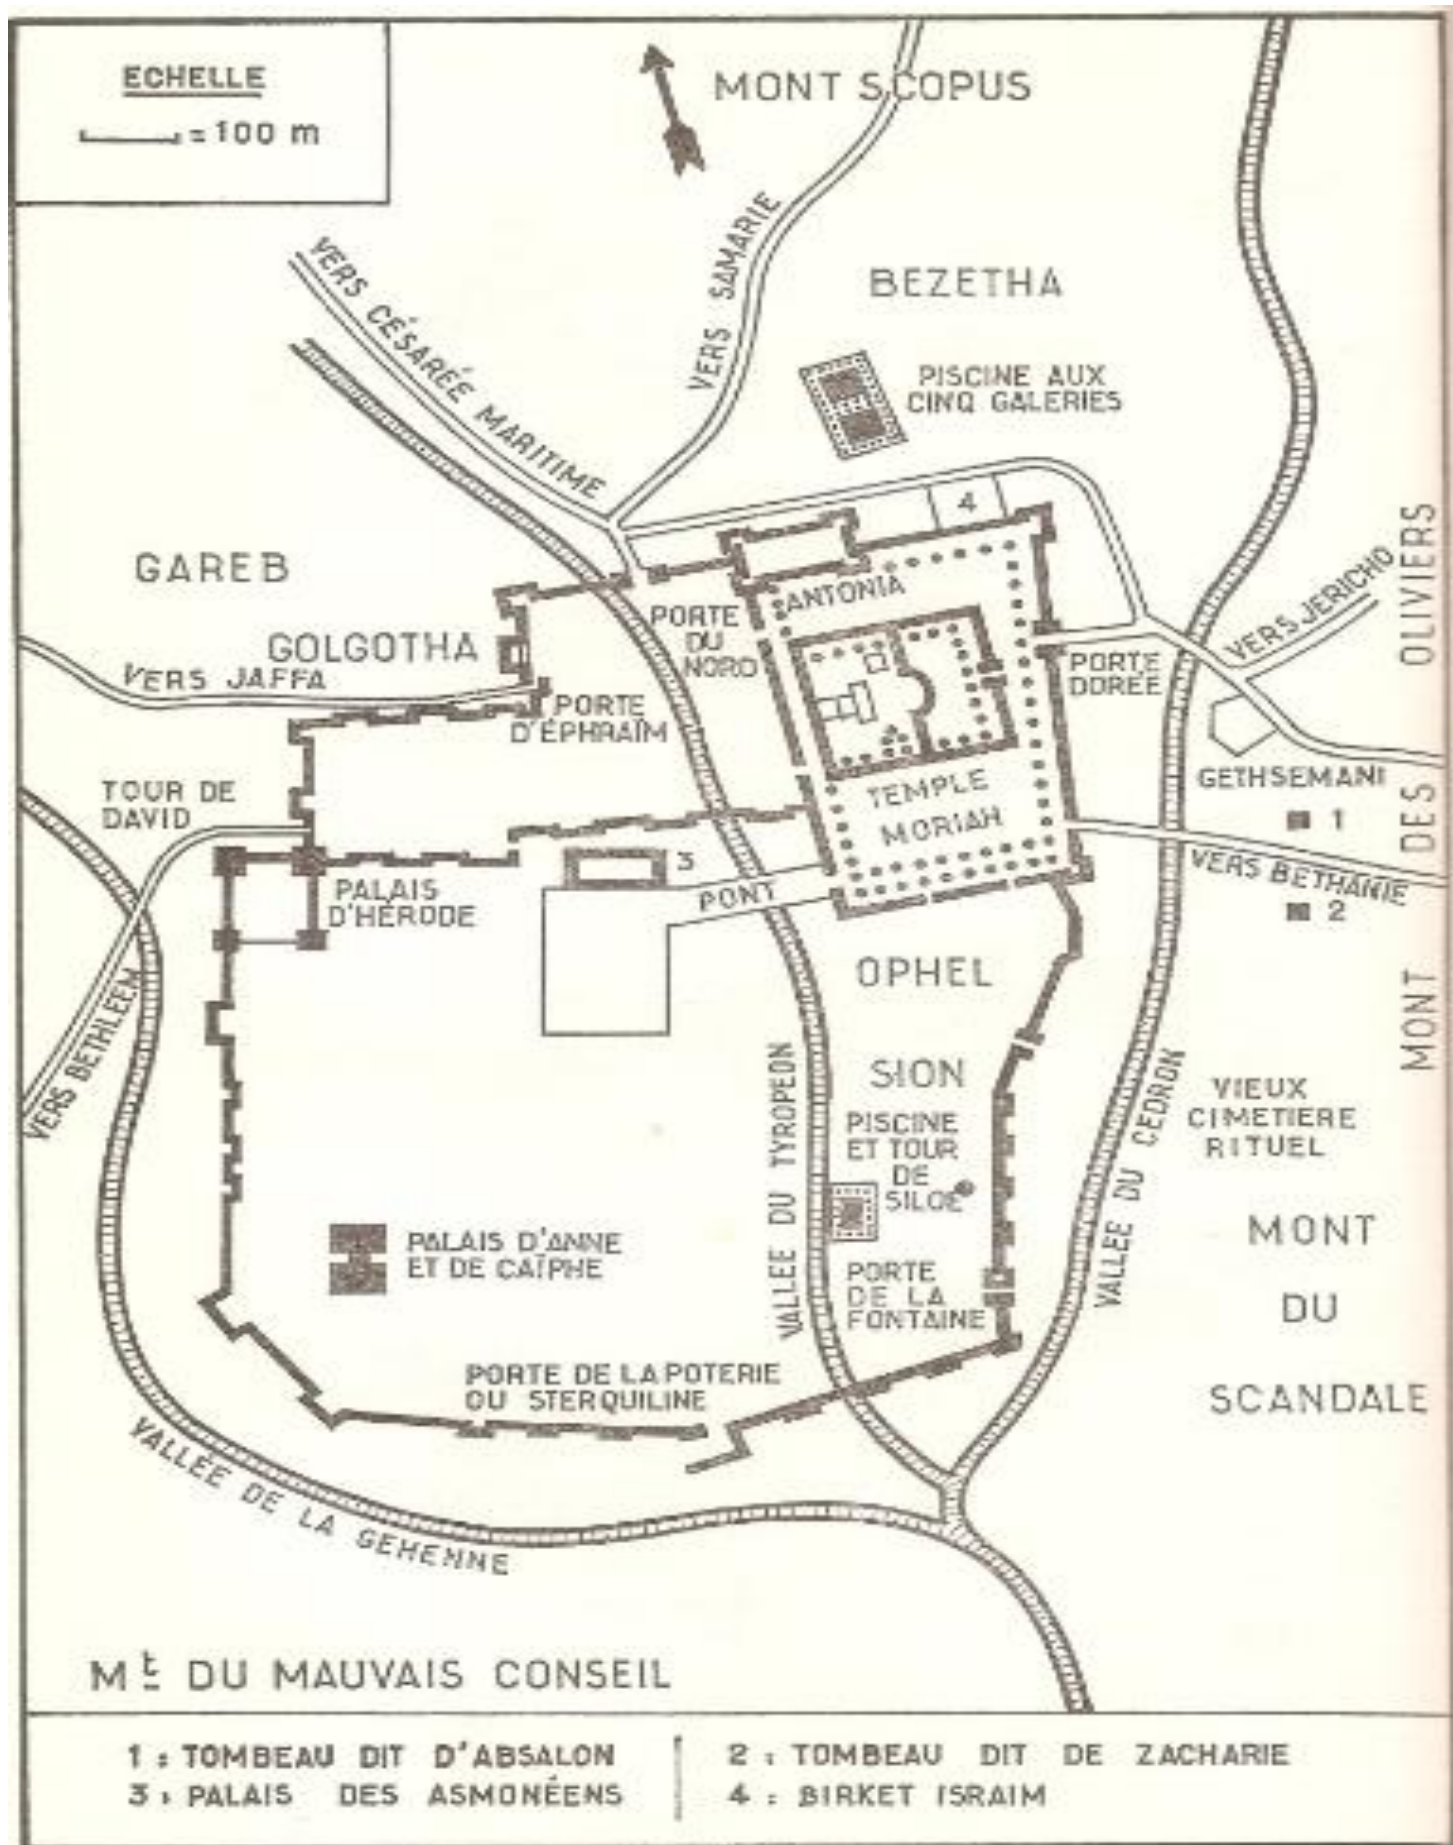 ECHELLE
= 100 m
MONT SCOPUS
VERS CÉSARÉE MARITIME
VERS SAMARIE
BEZETHA
PISCINE AUX
CINQ GALERIES
4
GAREB
ANTONIA
GOLGOTHA
PORTE
DU
NORD
VERS JERICHO
VERS JAFFA
PORTE
DOREE
PORTE
D'ÉPHRAÏM
MONT DES OLIVIERS
TOUR DE
DAVID
TEMPLE
MORIAH
GETHSEMANI
1
3
VERS BETHANIE
PALAIS
D'HÉRODE
PONT
2
OPHEL
VERS BETHLEEM
SION
VIEUX
CIMETIERE
RITUEL
PISCINE
ET TOUR
DE
SILOE
VALLEE DU TYROPEON
VALLEE DU CEDRON
PALAIS D'ANNE
ET DE CAÏPHE
MONT
DU
SCANDALE
PORTE
DE LA
FONTAINE
PORTE DE LA POTERIE
OU STERQUILINE
VALLÉE DE LA GEHENNE
Mt DU MAUVAIS CONSEIL
1 : TOMBEAU DIT D'ABSALON
2 : TOMBEAU DIT DE ZACHARIE
3 : PALAIS DES ASMONÉENS
4 : BIRKET ISRAIM